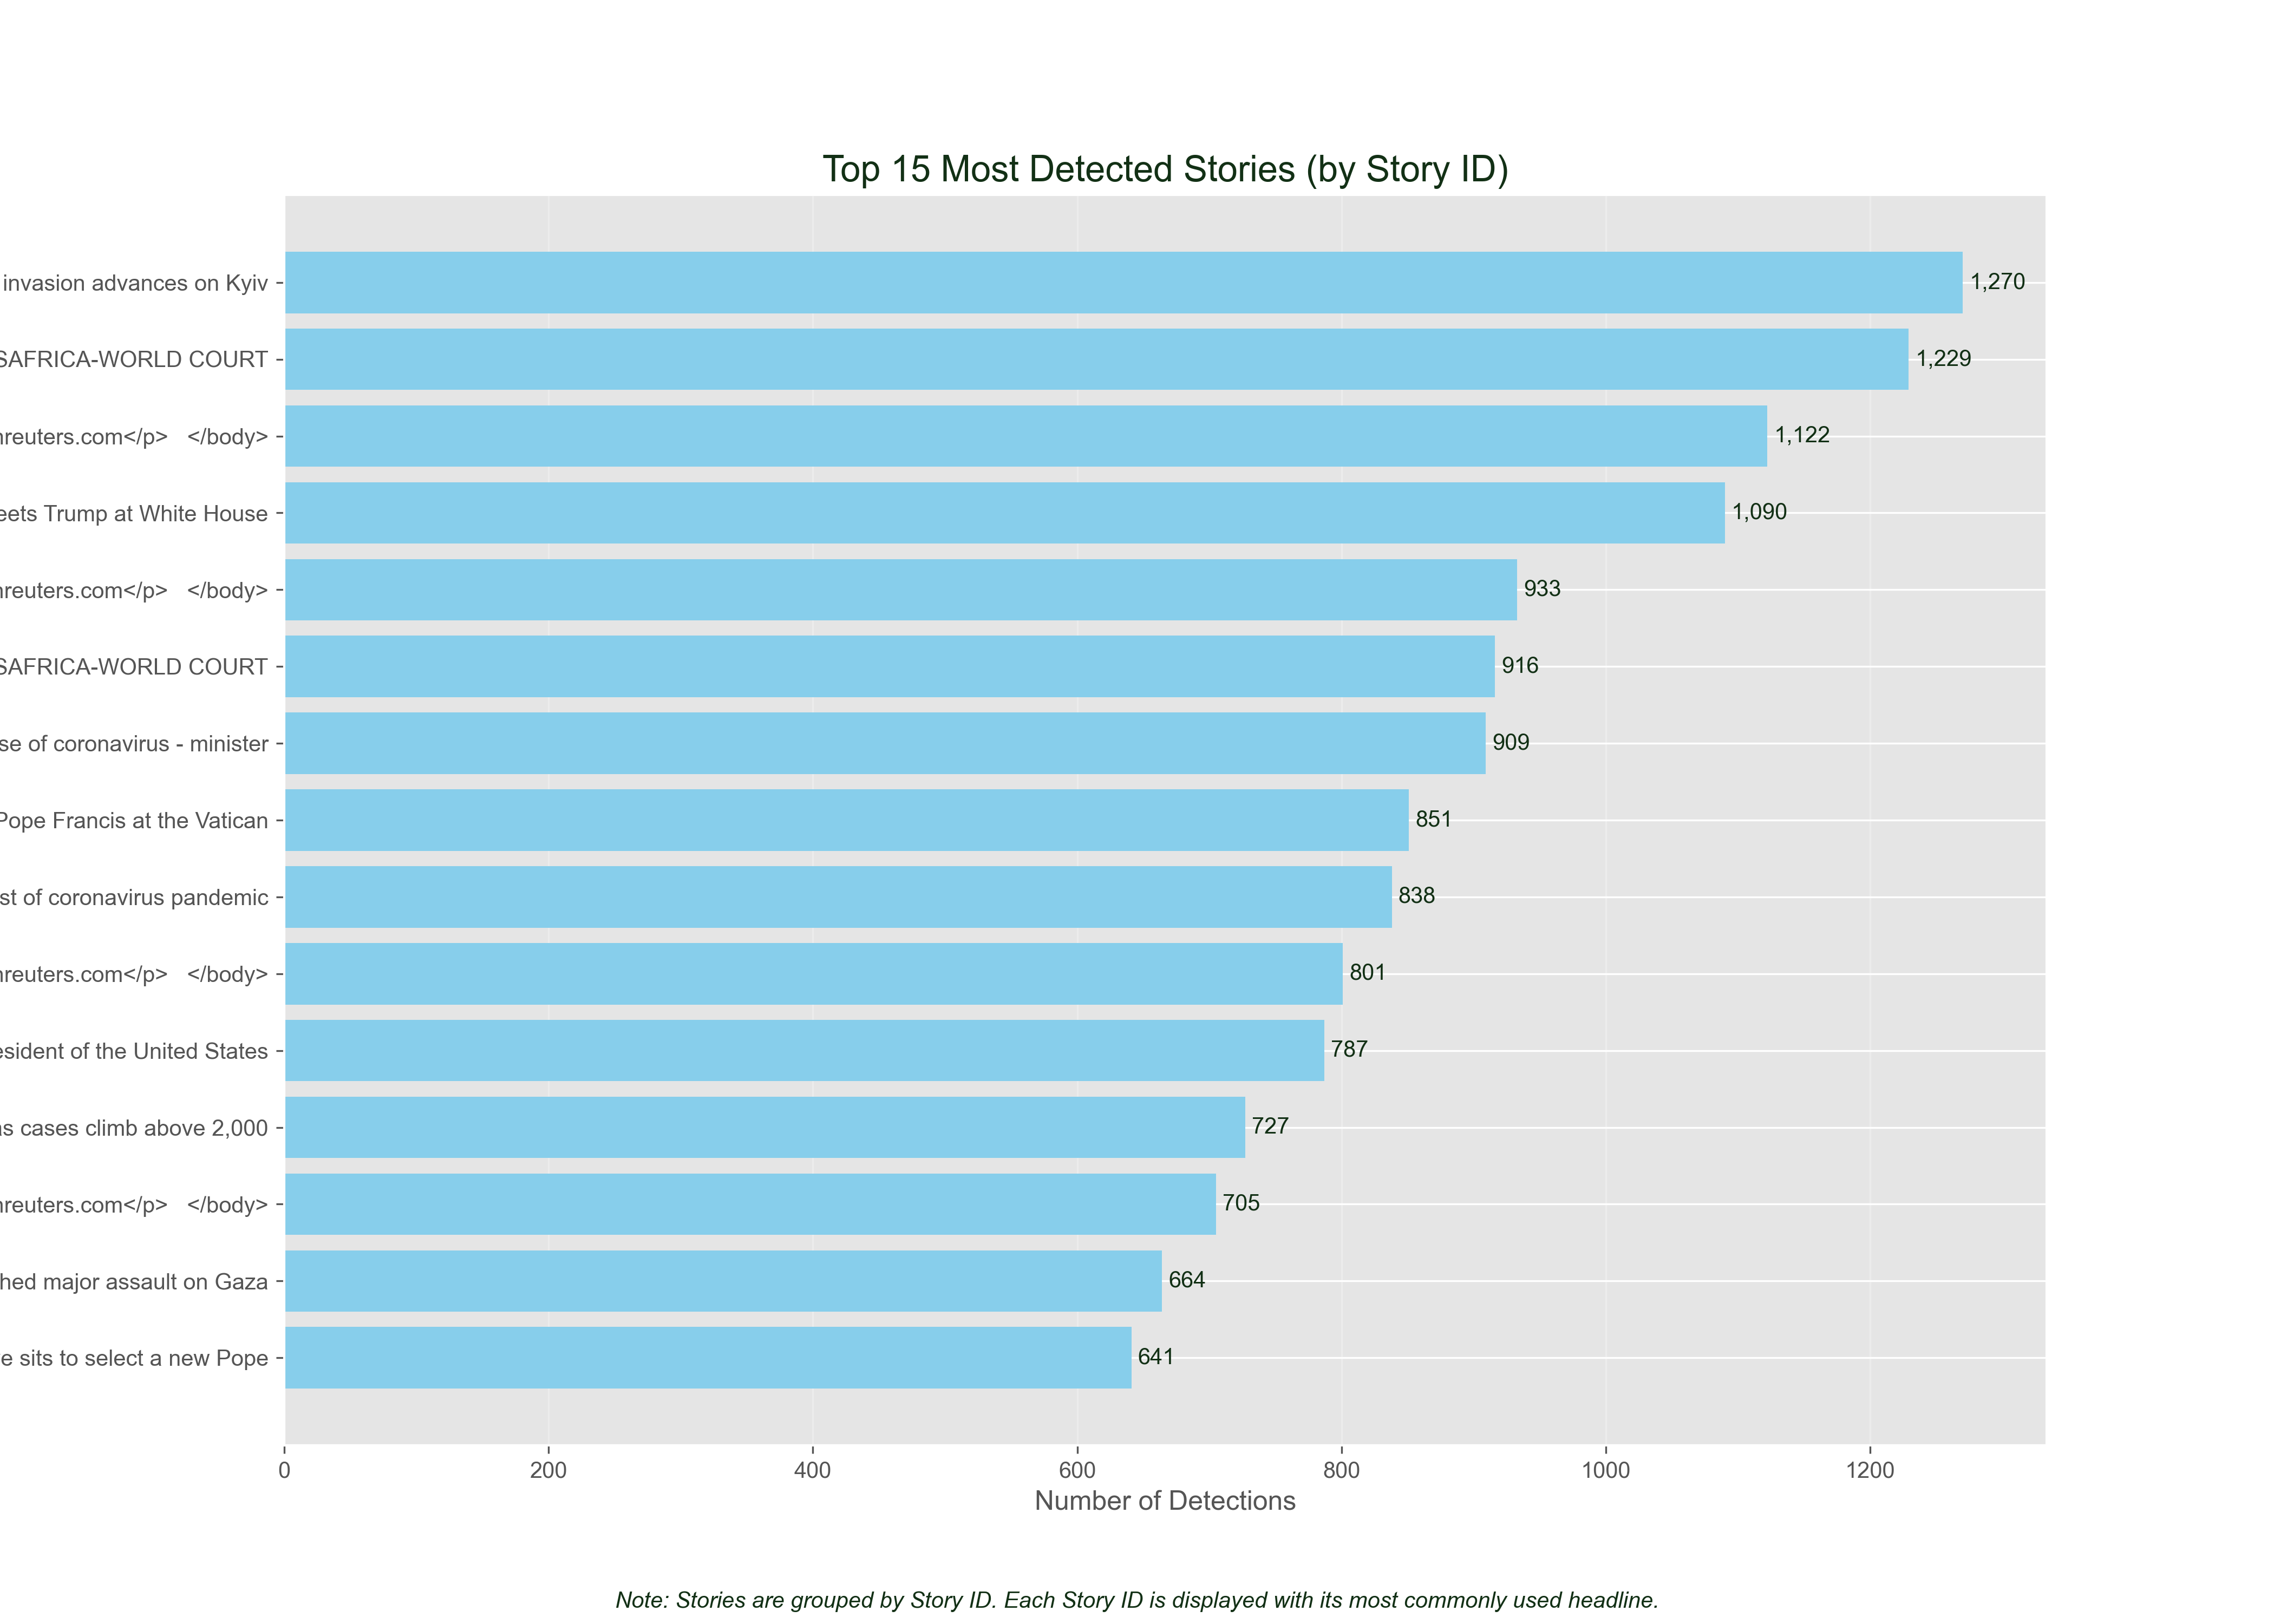 Top 15 Most Detected Stories (by Story ID)
invasion advances on Kyiv 1,270
SAFRICA-WORLD COURT 1,229
reuters.com</p> </body> 1,122
Trump at White House 1,090
reuters.com</p> </body> 933
SAFRICA-WORLD COURT 916
of coronavirus - minister 909
Pope Francis at the Vatican 851
of coronavirus pandemic 838
reuters.com</p> </body> 801
of the United States 787
cases climb above 2,000 727
reuters.com</p> </body> 705
major assault on Gaza 664
sits to select a new Pope 641
0 200 400 600 800 1000 1200
Number of Detections
Note: Stories are grouped by Story ID. Each Story ID is displayed with its most commonly used headline.